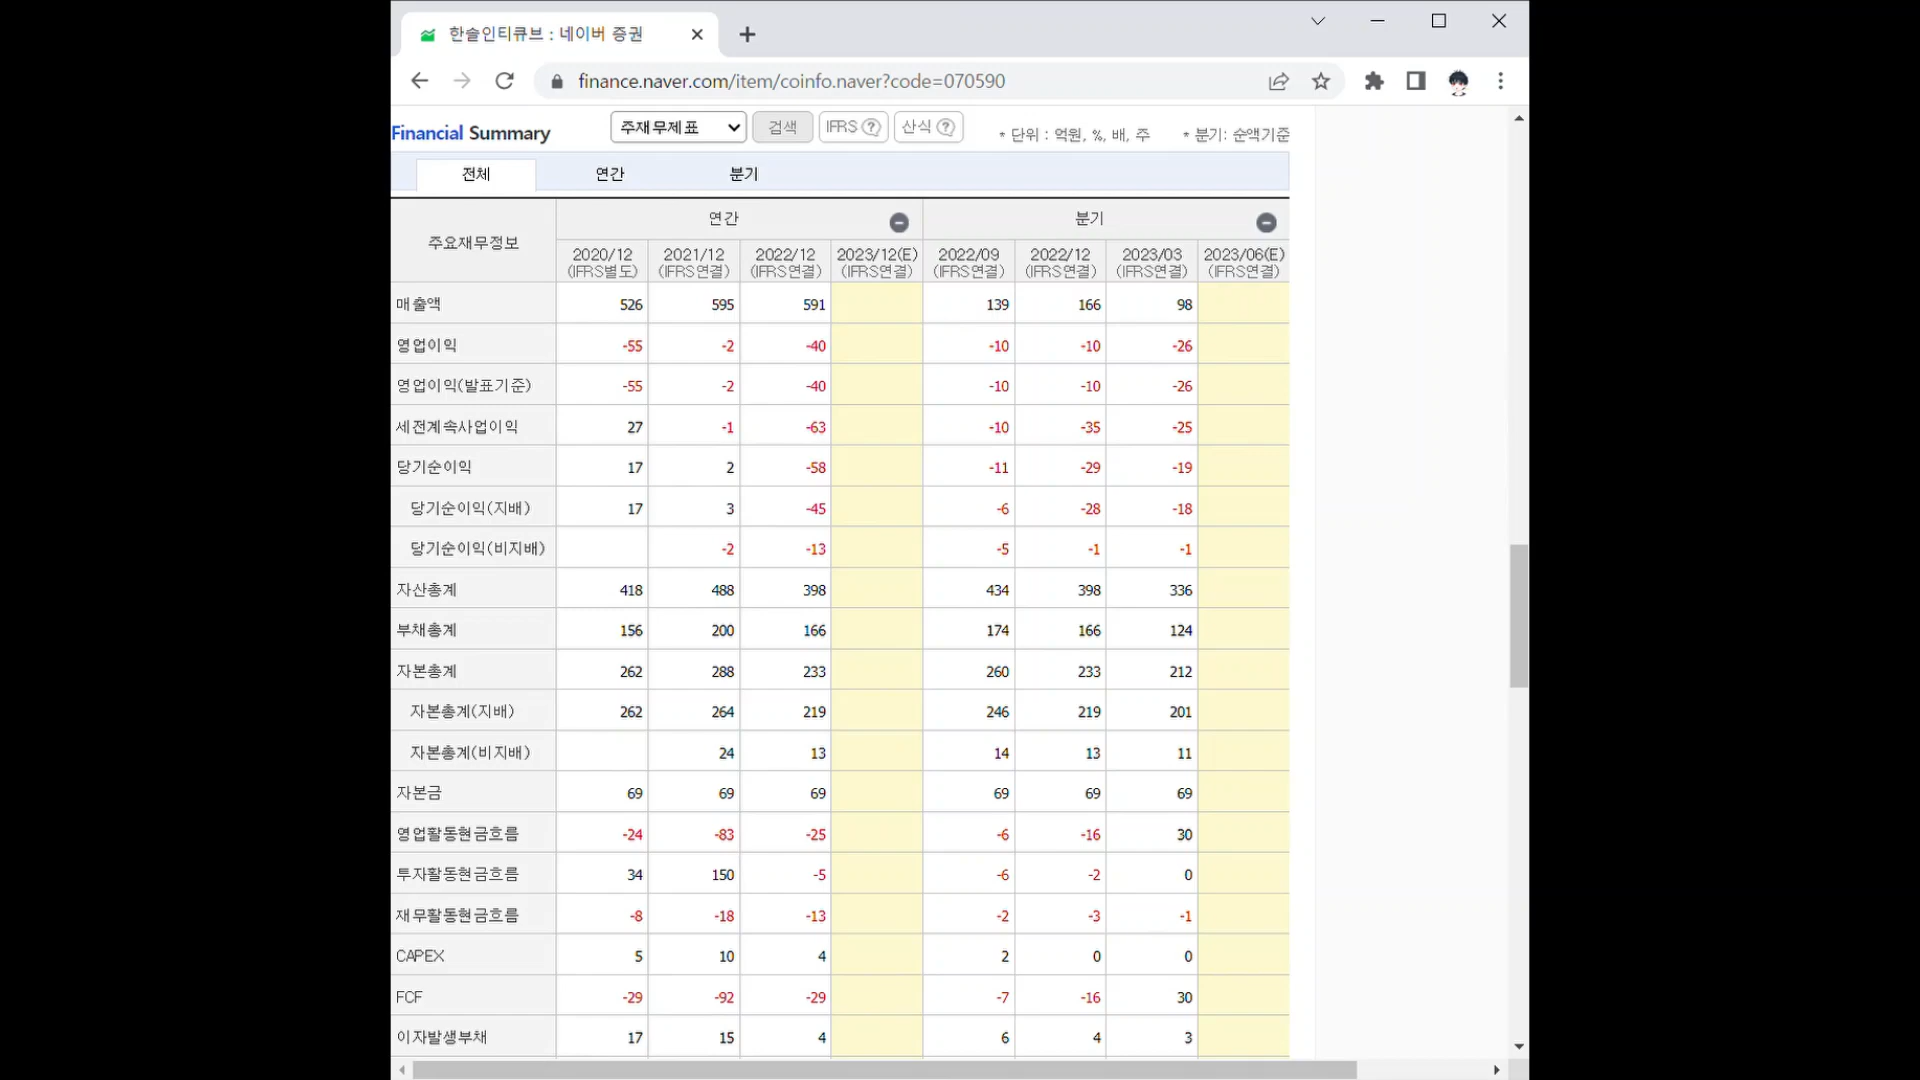 한솔인티큐브 : 네이버 증권
finance.naver.com/item/coinfo.naver?code=070590
Financial Summary 주재무제표 검색 IFRS ? 산식 ? * 단위 : 억원, %, 배, 주 * 분기: 순액기준
전체 연간 분기
주요재무정보 연간 분기
2020/12 2021/12 2022/12 2023/12(E) 2022/09 2022/12 2023/03 2023/06(E)
(IFRS별도) (IFRS연결) (IFRS연결) (IFRS연결) (IFRS연결) (IFRS연결) (IFRS연결) (IFRS연결)
매출액 526 595 591 139 166 98
영업이익 -55 -2 -40 -10 -10 -26
영업이익(발표기준) -55 -2 -40 -10 -10 -26
세전계속사업이익 27 -1 -63 -10 -35 -25
당기순이익 17 2 -58 -11 -29 -19
당기순이익(지배) 17 3 -45 -6 -28 -18
당기순이익(비지배) -2 -13 -5 -1 -1
자산총계 418 488 398 434 398 336
부채총계 156 200 166 174 166 124
자본총계 262 288 233 260 233 212
자본총계(지배) 262 264 219 246 219 201
자본총계(비지배) 24 13 14 13 11
자본금 69 69 69 69 69 69
영업활동현금흐름 -24 -83 -25 -6 -16 30
투자활동현금흐름 34 150 -5 -6 -2 0
재무활동현금흐름 -8 -18 -13 -2 -3 -1
CAPEX 5 10 4 2 0 0
FCF -29 -92 -29 -7 -16 30
이자발생부채 17 15 4 6 4 3